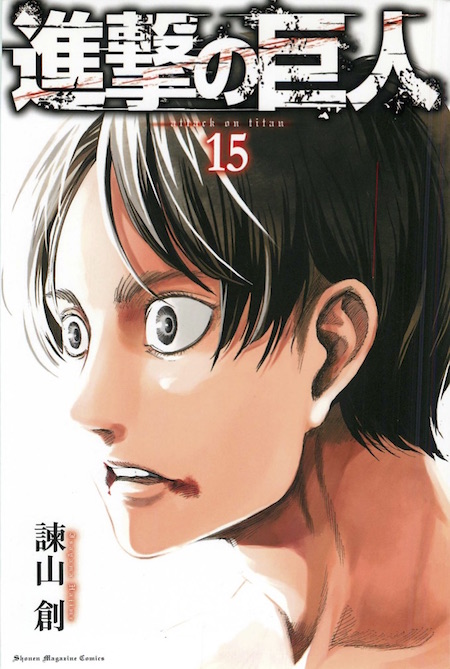 進撃の巨人
attack on titan
15
諫山 創
Shonen Magazine Comics